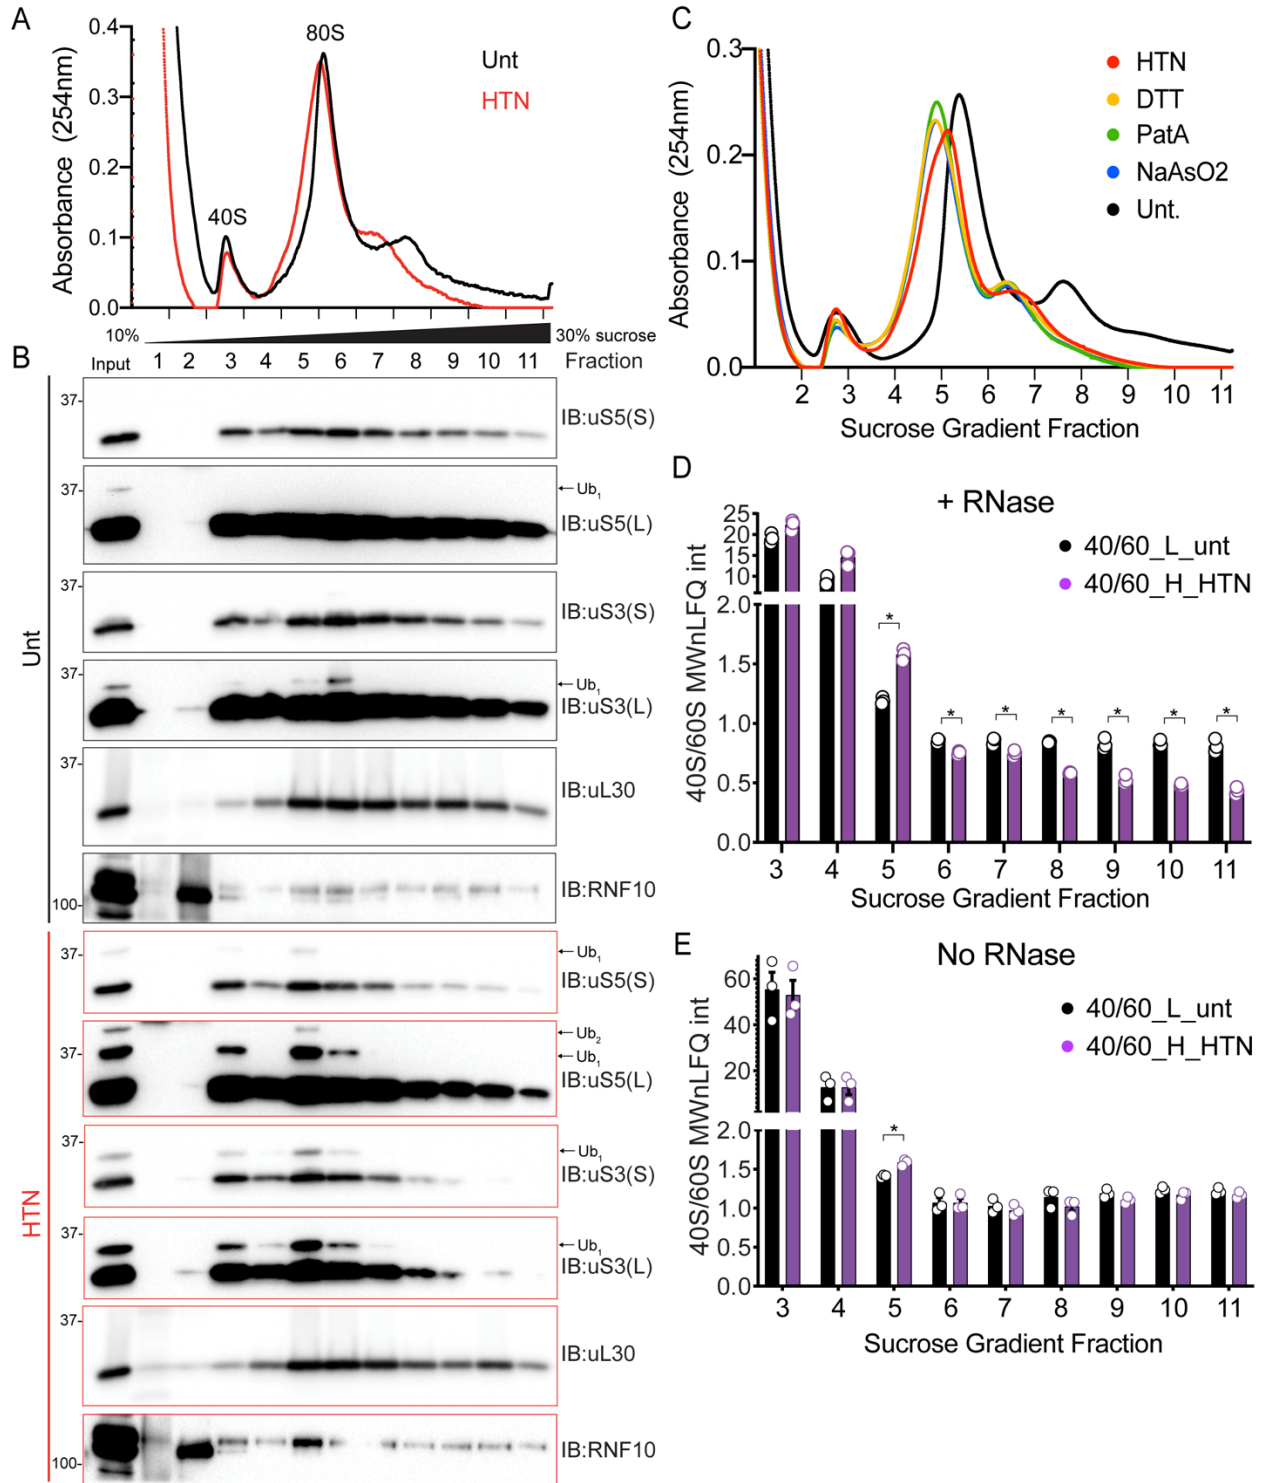 A
0.4
0.3
0.2
0.1
0.0
Absorbance (254nm)
40S
80S
Unt
HTN
10%
30% sucrose
B
Input 1 2 3 4 5 6 7 8 9 10 11 Fraction
Unt
37-
IB:uS5(S)
37-
←Ub1
IB:uS5(L)
37-
IB:uS3(S)
37-
←Ub1
IB:uS3(L)
37-
IB:uL30
IB:RNF10
100-
HTN
37-
←Ub1
IB:uS5(S)
←Ub2
37-
←Ub1
IB:uS5(L)
37-
←Ub1
IB:uS3(S)
37-
←Ub1
IB:uS3(L)
37-
IB:uL30
IB:RNF10
100-
C
0.3
0.2
0.1
0.0
Absorbance (254nm)
HTN
DTT
PatA
NaAsO2
Unt.
2 3 4 5 6 7 8 9 10 11
Sucrose Gradient Fraction
D
+ RNase
25
20
15
10
2.0
1.5
1.0
0.5
0.0
40S/60S MWnLFQ int
40/60_L_unt
40/60_H_HTN
*
* * * * * *
3 4 5 6 7 8 9 10 11
Sucrose Gradient Fraction
E
No RNase
60
40
20
2.0
1.5
1.0
0.5
0.0
40S/60S MWnLFQ int
40/60_L_unt
40/60_H_HTN
*
3 4 5 6 7 8 9 10 11
Sucrose Gradient Fraction